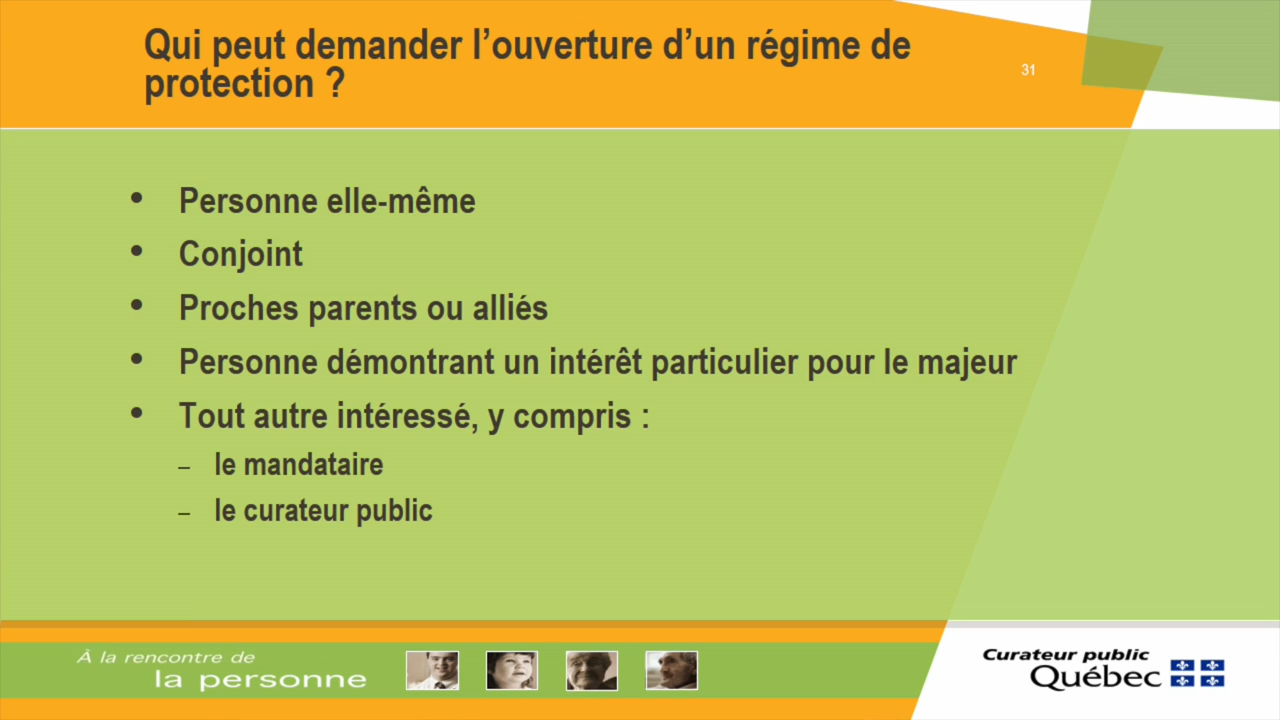 Qui peut demander l’ouverture d’un régime de
protection ?
31
• Personne elle-même
• Conjoint
• Proches parents ou alliés
• Personne démontrant un intérêt particulier pour le majeur
• Tout autre intéressé, y compris :
– le mandataire
– le curateur public
À la rencontre de
la personne
Curateur public
Québec